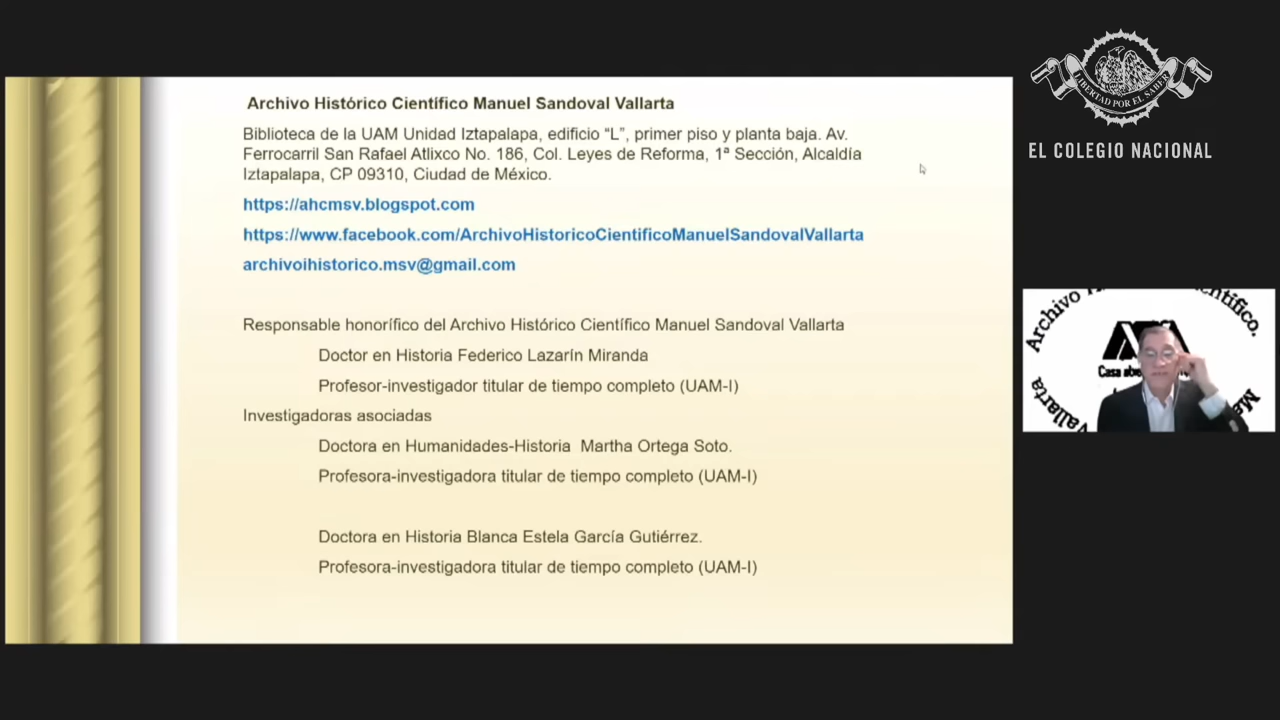 Archivo Histórico Científico Manuel Sandoval Vallarta
Biblioteca de la UAM Unidad Iztapalapa, edificio “L”, primer piso y planta baja. Av.
Ferrocarril San Rafael Atlixco No. 186, Col. Leyes de Reforma, 1ª Sección, Alcaldía
Iztapalapa, CP 09310, Ciudad de México.
https://ahcmsv.blogspot.com
https://www.facebook.com/ArchivoHistoricoCientificoManuelSandovalVallarta
archivoihistorico.msv@gmail.com
Responsable honorífico del Archivo Histórico Científico Manuel Sandoval Vallarta
Doctor en Historia Federico Lazarín Miranda
Profesor-investigador titular de tiempo completo (UAM-I)
Investigadoras asociadas
Doctora en Humanidades-Historia Martha Ortega Soto.
Profesora-investigadora titular de tiempo completo (UAM-I)
Doctora en Historia Blanca Estela García Gutiérrez.
Profesora-investigadora titular de tiempo completo (UAM-I)
LIBERTAD POR EL SABER
EL COLEGIO NACIONAL
Archivo
Casa
Vallarta